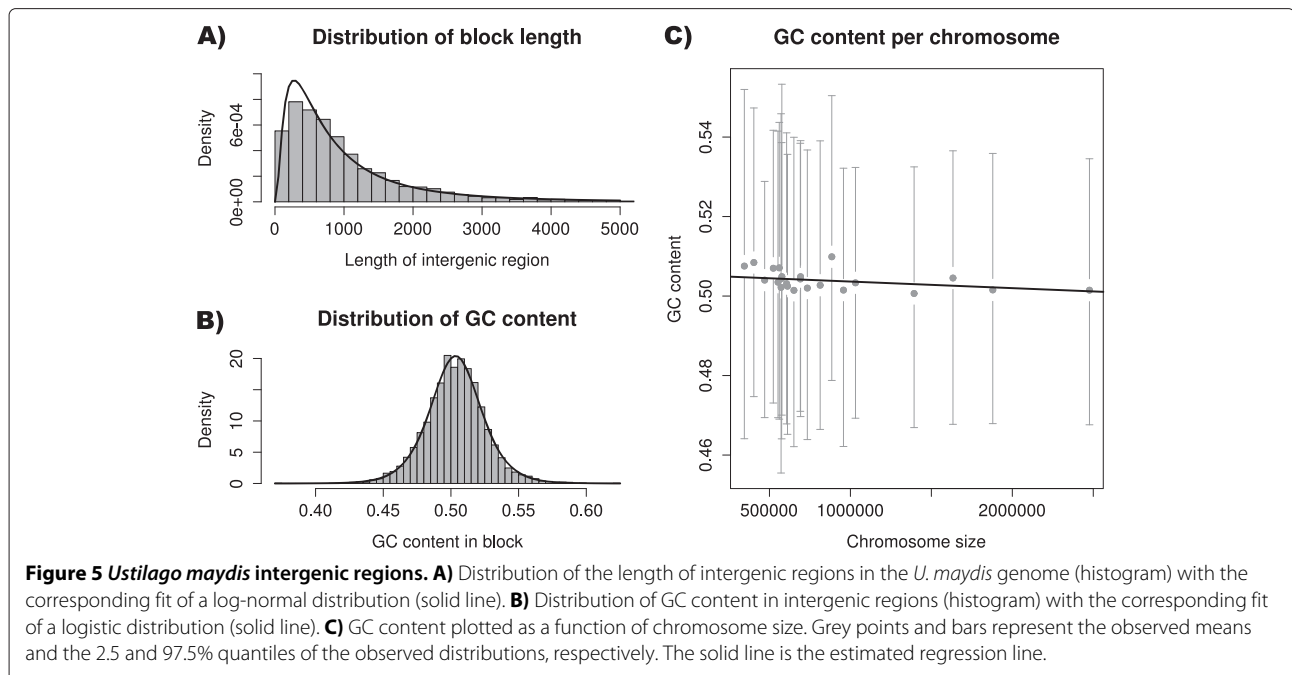 A)
Distribution of block length
Density
0e+00
6e-04
0
1000
2000
3000
4000
5000
Length of intergenic region
B)
Distribution of GC content
Density
0
5
10
20
0.40
0.45
0.50
0.55
0.60
GC content in block
C)
GC content per chromosome
GC content
0.46
0.48
0.50
0.52
0.54
500000
1000000
2000000
Chromosome size
Figure 5 Ustilago maydis intergenic regions. A) Distribution of the length of intergenic regions in the U. maydis genome (histogram) with the
corresponding fit of a log-normal distribution (solid line). B) Distribution of GC content in intergenic regions (histogram) with the corresponding fit
of a logistic distribution (solid line). C) GC content plotted as a function of chromosome size. Grey points and bars represent the observed means
and the 2.5 and 97.5% quantiles of the observed distributions, respectively. The solid line is the estimated regression line.